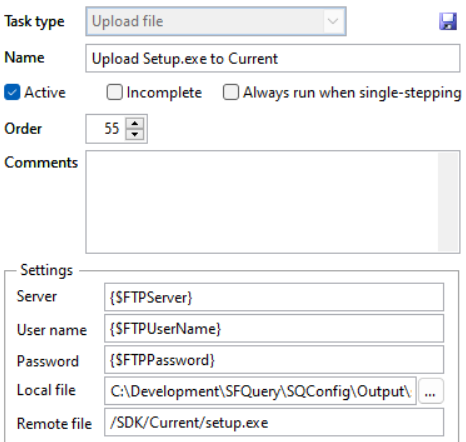 Task type Upload file
Name Upload Setup.exe to Current
Active Incomplete Always run when single-stepping
Order 55
Comments
Settings
Server {$FTPServer}
User name {$FTPUserName}
Password {$FTPPassword}
Local file C:\Development\SFQuery\SQConfig\Output\ ...
Remote file /SDK/Current/setup.exe